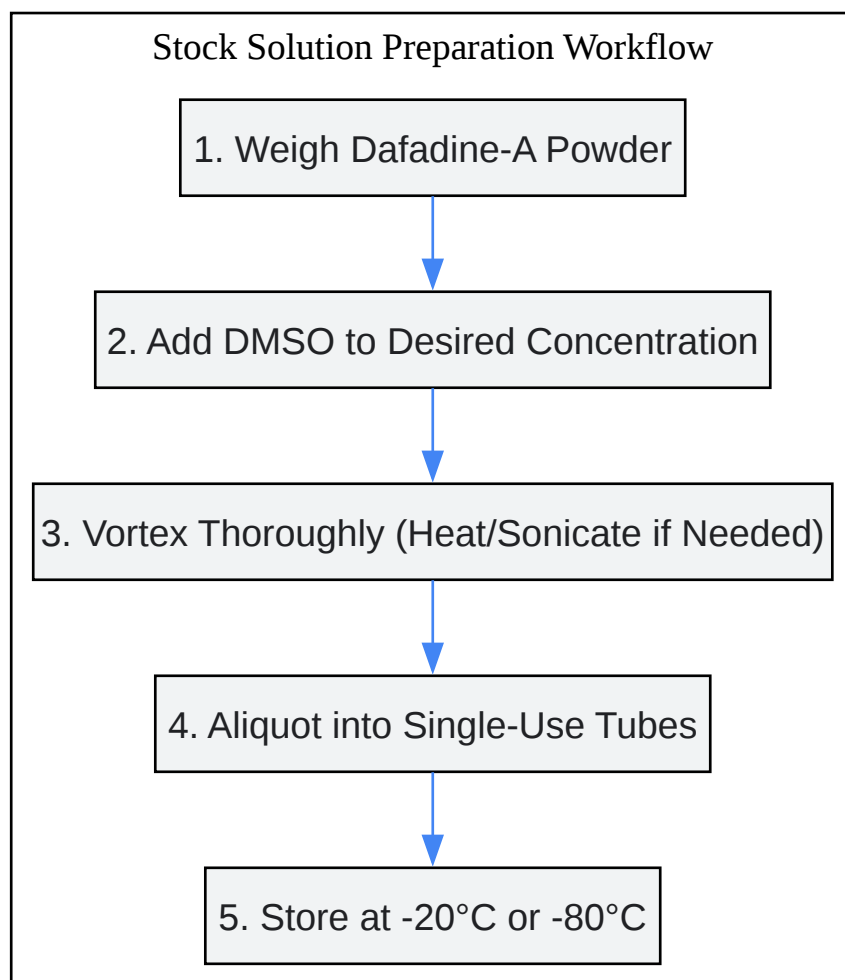 Stock Solution Preparation Workflow
1. Weigh Dafadine-A Powder
2. Add DMSO to Desired Concentration
3. Vortex Thoroughly (Heat/Sonicate if Needed)
4. Aliquot into Single-Use Tubes
5. Store at -20°C or -80°C